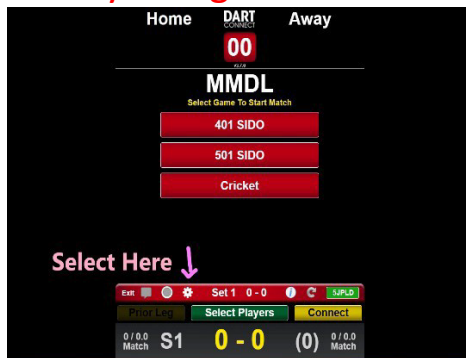 Home DART CONNECT Away
00
MMDL
Select Game To Start Match
401 SIDO
501 SIDO
Cricket
Select Here
Exit Set 1 0 - 0 i C 5JPLD
Prior Leg Select Players Connect
0 / 0.0 Match S1 0 - 0 (0) 0 / 0.0 Match